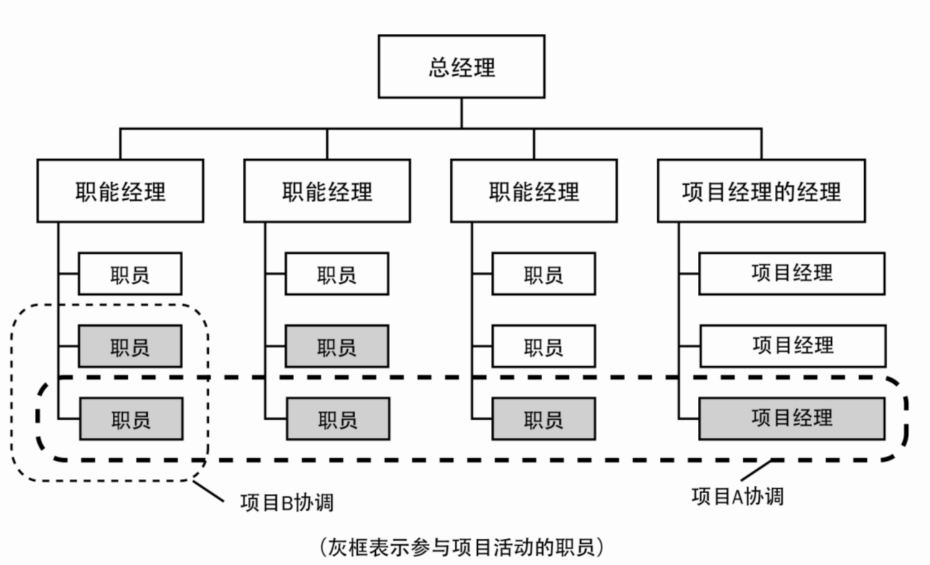 总经理
职能经理
职能经理
职能经理
项目经理的经理
职员
职员
职员
项目经理
职员
职员
职员
项目经理
职员
职员
职员
项目经理
项目B协调
项目A协调
（灰框表示参与项目活动的职员）